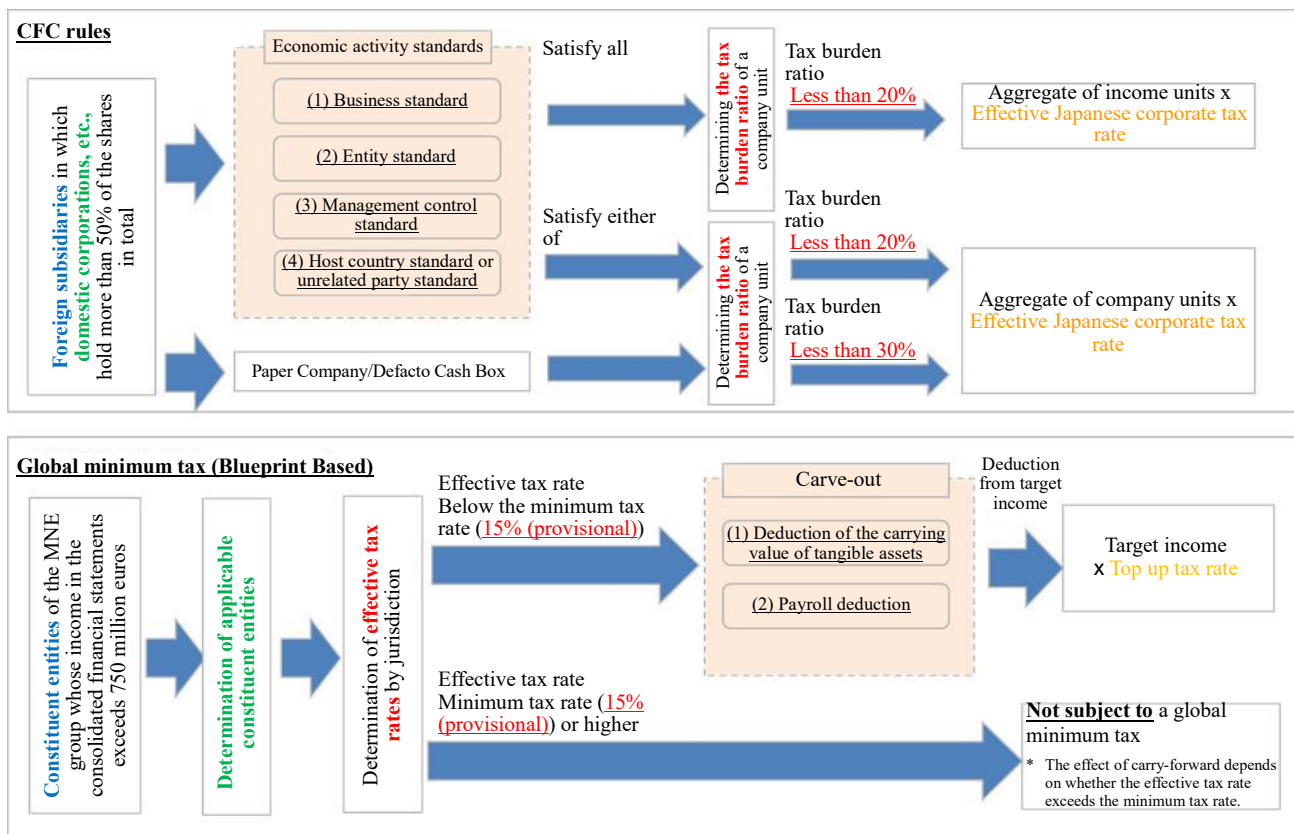 CFC rules
Foreign subsidiaries in which
domestic corporations, etc.,
hold more than 50% of the shares
in total
Economic activity standards
(1) Business standard
(2) Entity standard
(3) Management control
standard
(4) Host country standard or
unrelated party standard
Paper Company/Defacto Cash Box
Satisfy all
Satisfy either
of
Determining the tax
burden ratio of a
company unit
Determining the tax
burden ratio of a
company unit
Tax burden
ratio
Less than 20%
Tax burden
ratio
Less than 20%
Tax burden
ratio
Less than 30%
Aggregate of income units x
Effective Japanese corporate tax
rate
Aggregate of company units x
Effective Japanese corporate tax
rate
Global minimum tax (Blueprint Based)
Constituent entities of the MNE
group whose income in the
consolidated financial statements
exceeds 750 million euros
Determination of applicable
constituent entities
Determination of effective tax
rates by jurisdiction
Effective tax rate
Below the minimum tax
rate (15% (provisional))
Effective tax rate
Minimum tax rate (15%
(provisional)) or higher
Carve-out
(1) Deduction of the carrying
value of tangible assets
(2) Payroll deduction
Deduction
from target
income
Target income
x Top up tax rate
Not subject to a global
minimum tax
* The effect of carry-forward depends
on whether the effective tax rate
exceeds the minimum tax rate.